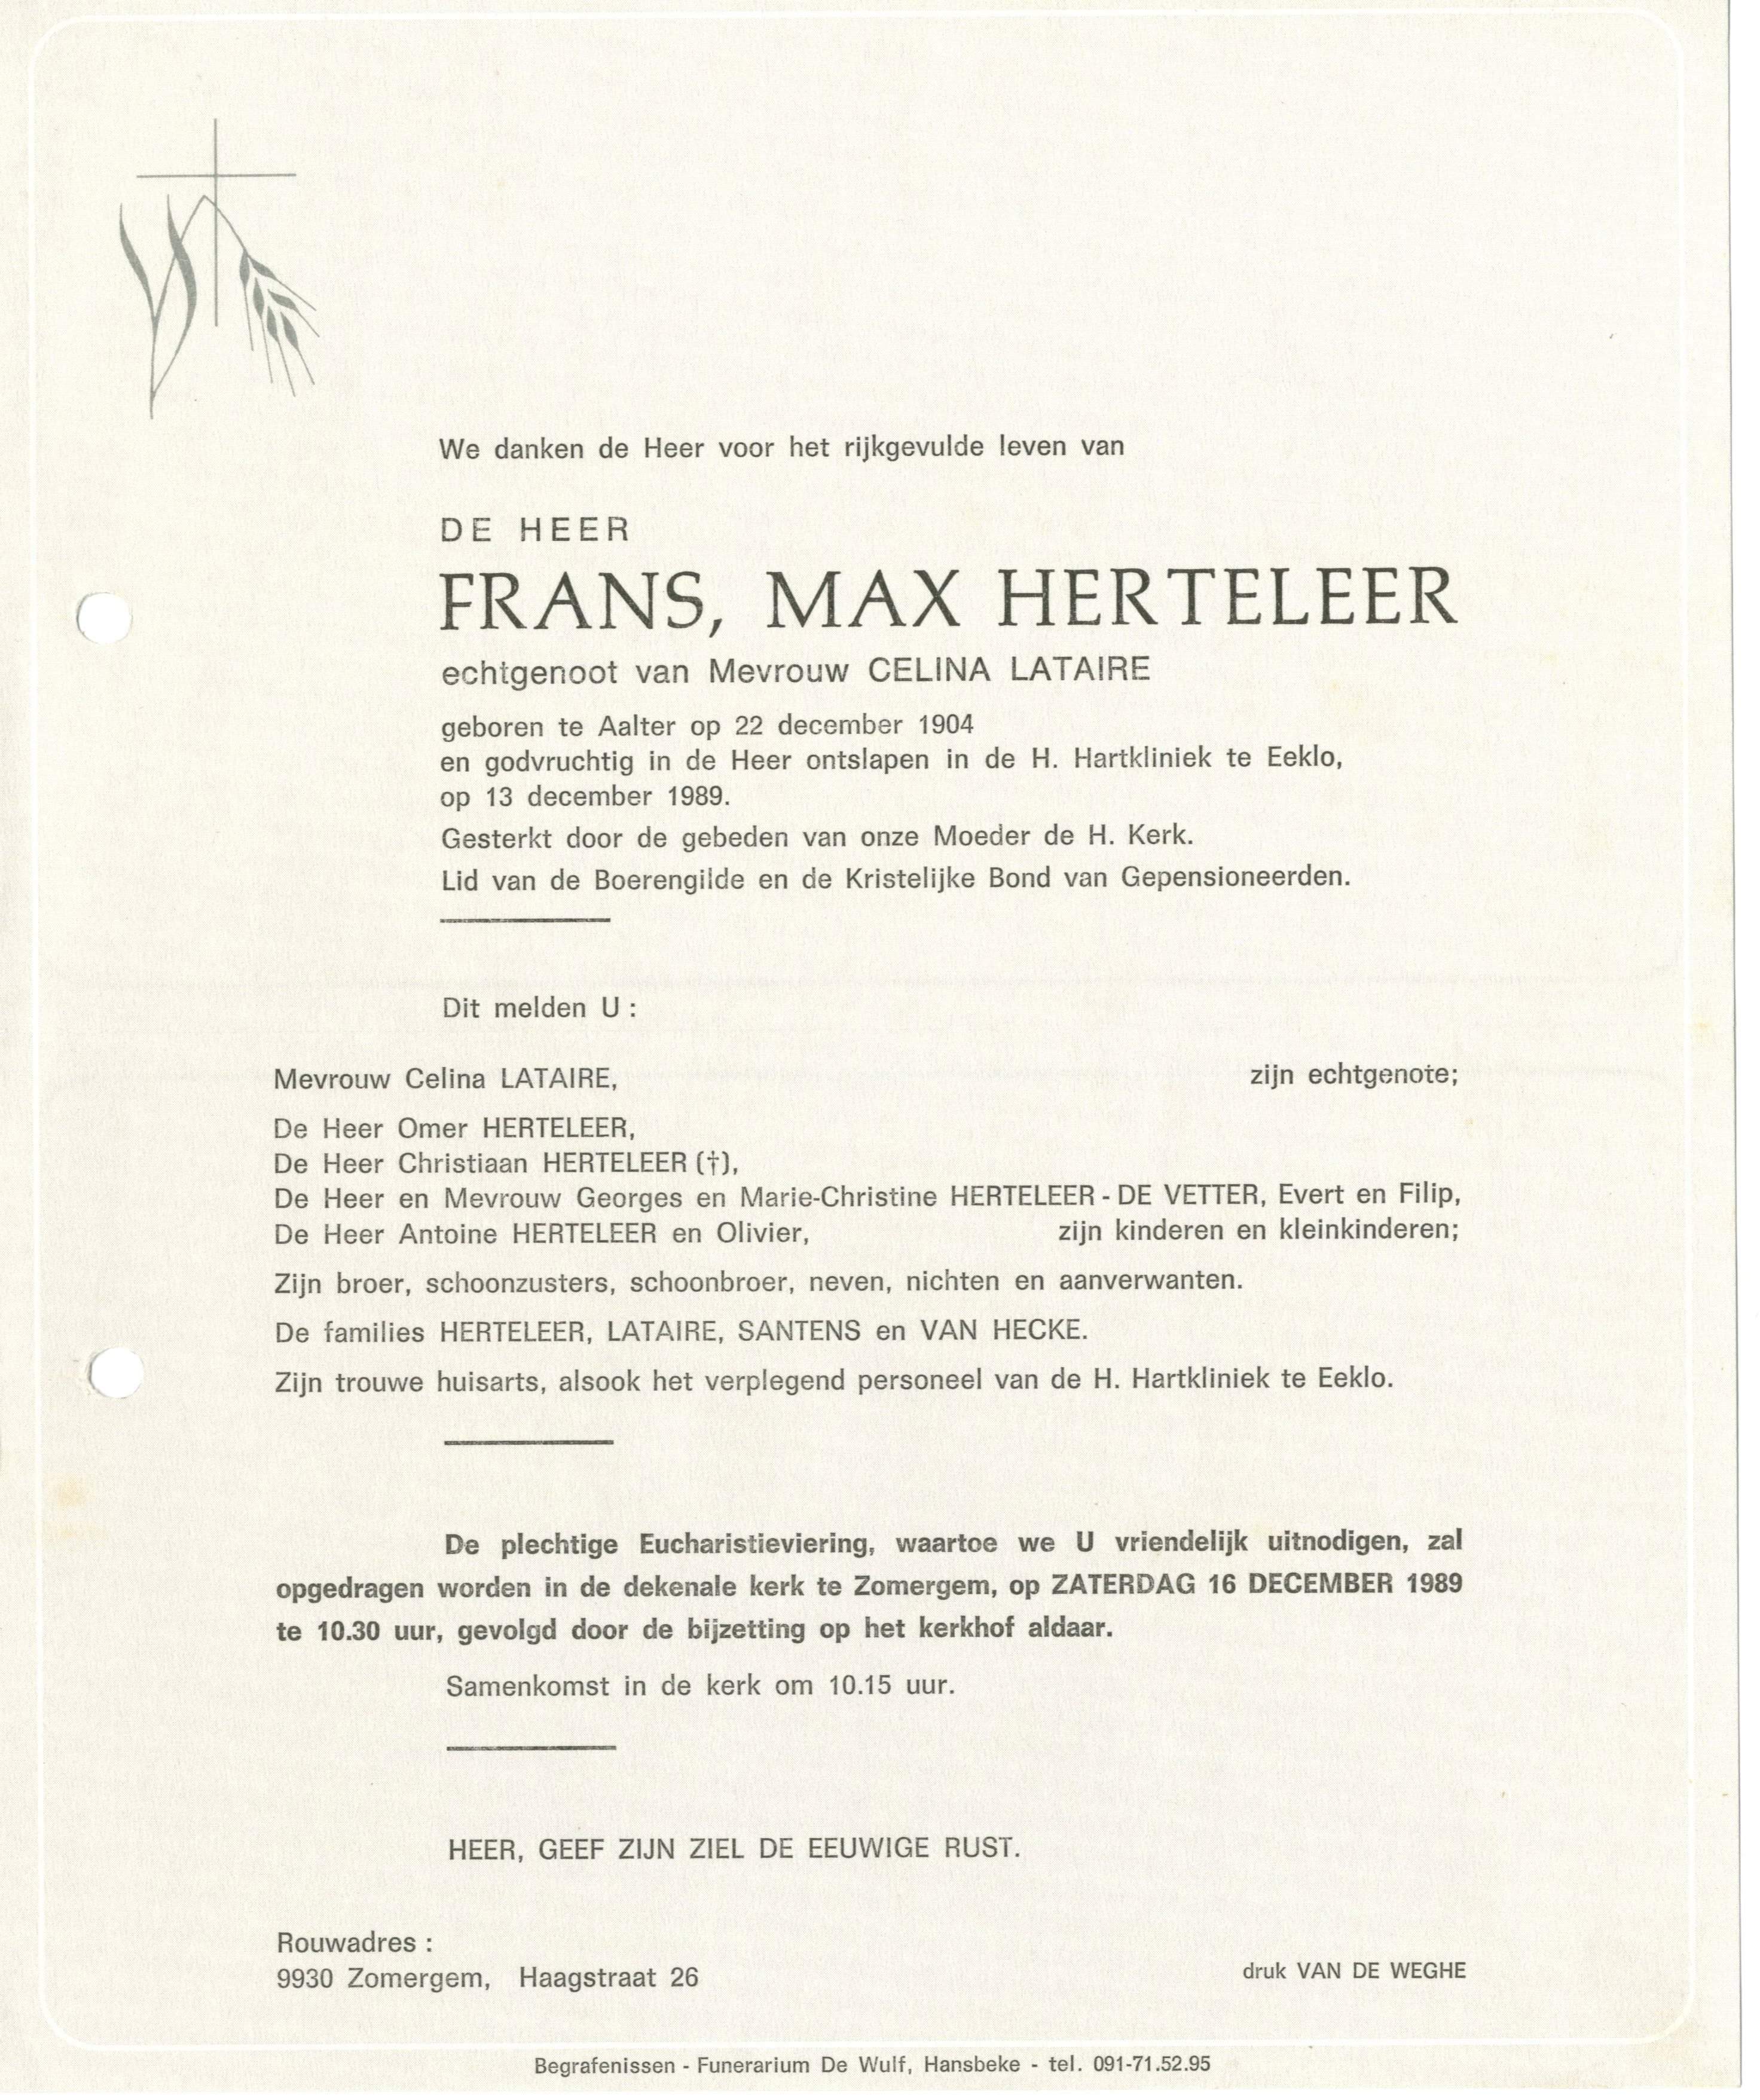 We danken de Heer voor het rijkgevulde leven van
DE HEER
FRANS, MAX HERTELEER
echtgenoot van Mevrouw CELINA LATAIRE
geboren te Aalter op 22 december 1904
en godvruchtig in de Heer ontslapen in de H. Hartkliniek te Eeklo,
op 13 december 1989.
Gesterkt door de gebeden van onze Moeder de H. Kerk.
Lid van de Boerengilde en de Kristelijke Bond van Gepensioneerden.
Dit melden U :
Mevrouw Celina LATAIRE, zijn echtgenote;
De Heer Omer HERTELEER,
De Heer Christiaan HERTELEER (†),
De Heer en Mevrouw Georges en Marie-Christine HERTELEER - DE VETTER, Evert en Filip,
De Heer Antoine HERTELEER en Olivier, zijn kinderen en kleinkinderen;
Zijn broer, schoonzusters, schoonbroer, neven, nichten en aanverwanten.
De families HERTELEER, LATAIRE, SANTENS en VAN HECKE.
Zijn trouwe huisarts, alsook het verplegend personeel van de H. Hartkliniek te Eeklo.
De plechtige Eucharistieviering, waartoe we U vriendelijk uitnodigen, zal
opgedragen worden in de dekenale kerk te Zomergem, op ZATERDAG 16 DECEMBER 1989
te 10.30 uur, gevolgd door de bijzetting op het kerkhof aldaar.
Samenkomst in de kerk om 10.15 uur.
HEER, GEEF ZIJN ZIEL DE EEUWIGE RUST.
Rouwadres :
9930 Zomergem, Haagstraat 26
druk VAN DE WEGHE
Begrafenissen - Funerarium De Wulf, Hansbeke - tel. 091-71.52.95